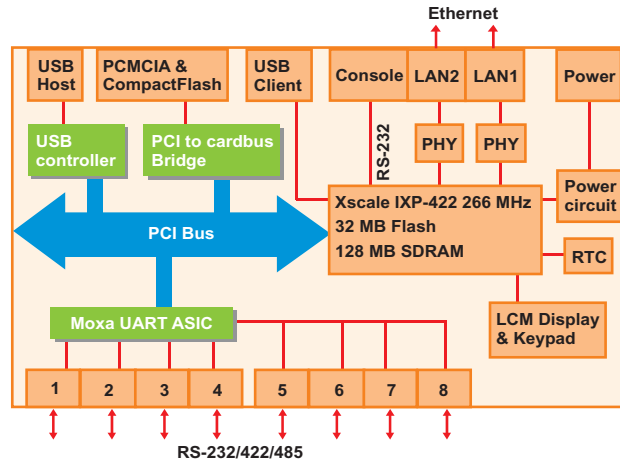 Ethernet
USB
Host
PCMCIA &
CompactFlash
USB
Client
Console
LAN2
LAN1
Power
USB
controller
PCI to cardbus
Bridge
RS-232
PHY
PHY
Power
circuit
Xscale IXP-422 266 MHz
32 MB Flash
128 MB SDRAM
PCI Bus
RTC
Moxa UART ASIC
LCM Display
& Keypad
1
2
3
4
5
6
7
8
RS-232/422/485